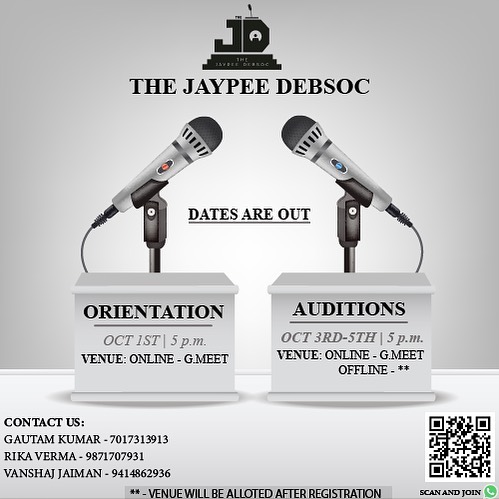 THE
JD
THE
JAYPEE DEBSOC
THE JAYPEE DEBSOC
DATES ARE OUT
ORIENTATION
OCT 1ST | 5 p.m.
VENUE: ONLINE - G.MEET
AUDITIONS
OCT 3RD-5TH | 5 p.m.
VENUE: ONLINE - G.MEET
OFFLINE - **
CONTACT US:
GAUTAM KUMAR - 7017313913
RIKA VERMA - 9871707931
VANSHAJ JAIMAN - 9414862936
SCAN AND JOIN
** - VENUE WILL BE ALLOTED AFTER REGISTRATION